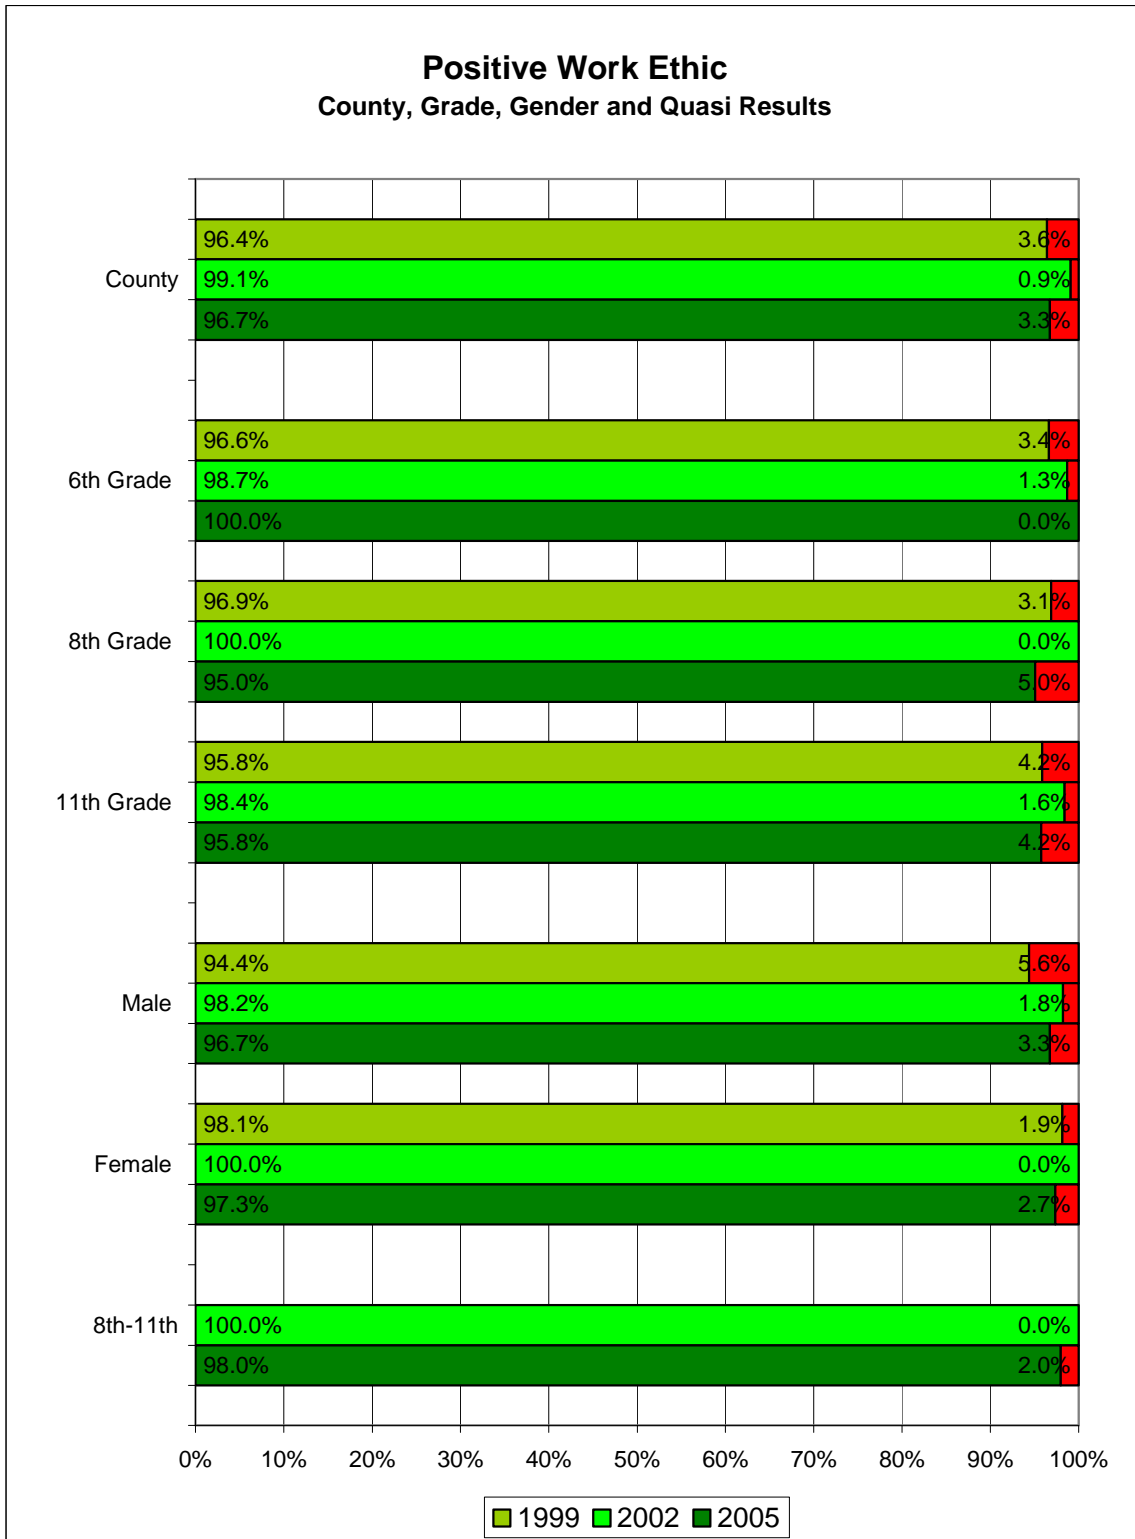 Positive Work Ethic
County, Grade, Gender and Quasi Results
96.4% 3.6%
County 99.1% 0.9%
96.7% 3.3%
96.6% 3.4%
6th Grade 98.7% 1.3%
100.0% 0.0%
96.9% 3.1%
8th Grade 100.0% 0.0%
95.0% 5.0%
95.8% 4.2%
11th Grade 98.4% 1.6%
95.8% 4.2%
94.4% 5.6%
Male 98.2% 1.8%
96.7% 3.3%
98.1% 1.9%
Female 100.0% 0.0%
97.3% 2.7%
8th-11th 100.0% 0.0%
98.0% 2.0%
0% 10% 20% 30% 40% 50% 60% 70% 80% 90% 100%
1999 2002 2005